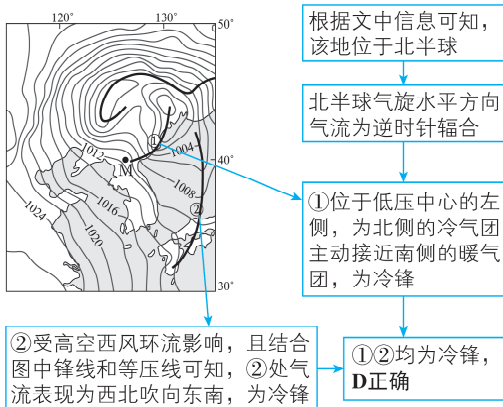 120°
130°
50°
1012
①
1004
40°
M
1008
1024
1016
②
1020
30°
根据文中信息可知，
该地位于北半球
北半球气旋水平方向
气流为逆时针辐合
①位于低压中心的左
侧，为北侧的冷气团
主动接近南侧的暖气
团，为冷锋
②受高空西风环流影响，且结合
图中锋线和等压线可知，②处气
流表现为西北吹向东南，为冷锋
①②均为冷锋，
D正确